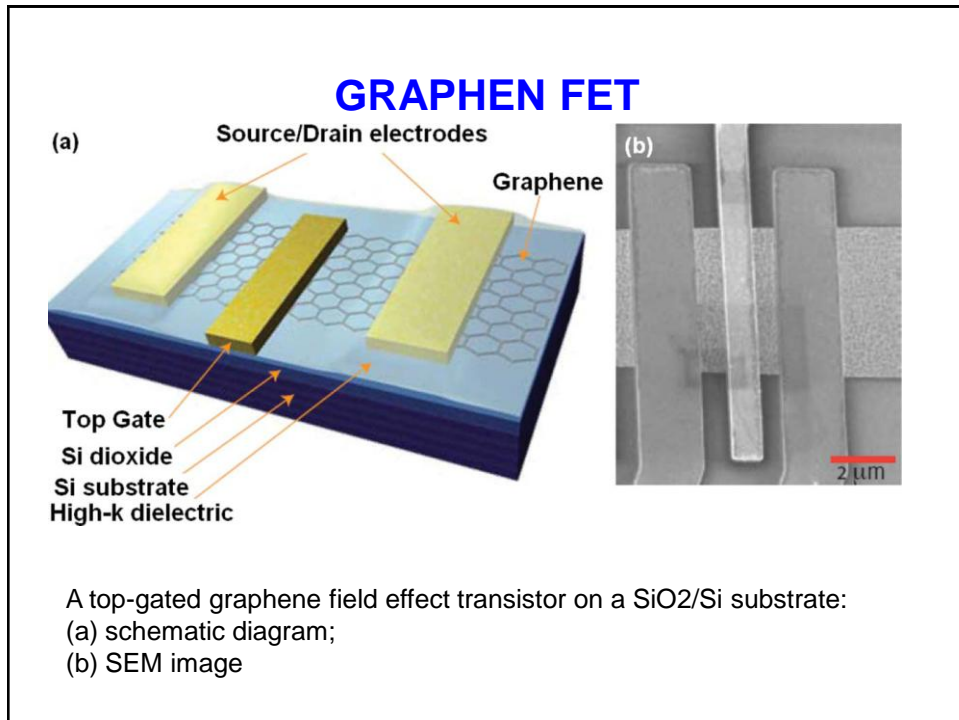 GRAPHEN FET
(a)
Source/Drain electrodes
Graphene
Top Gate
Si dioxide
Si substrate
High-k dielectric
(b)
2 μm
A top-gated graphene field effect transistor on a SiO2/Si substrate:
(a) schematic diagram;
(b) SEM image